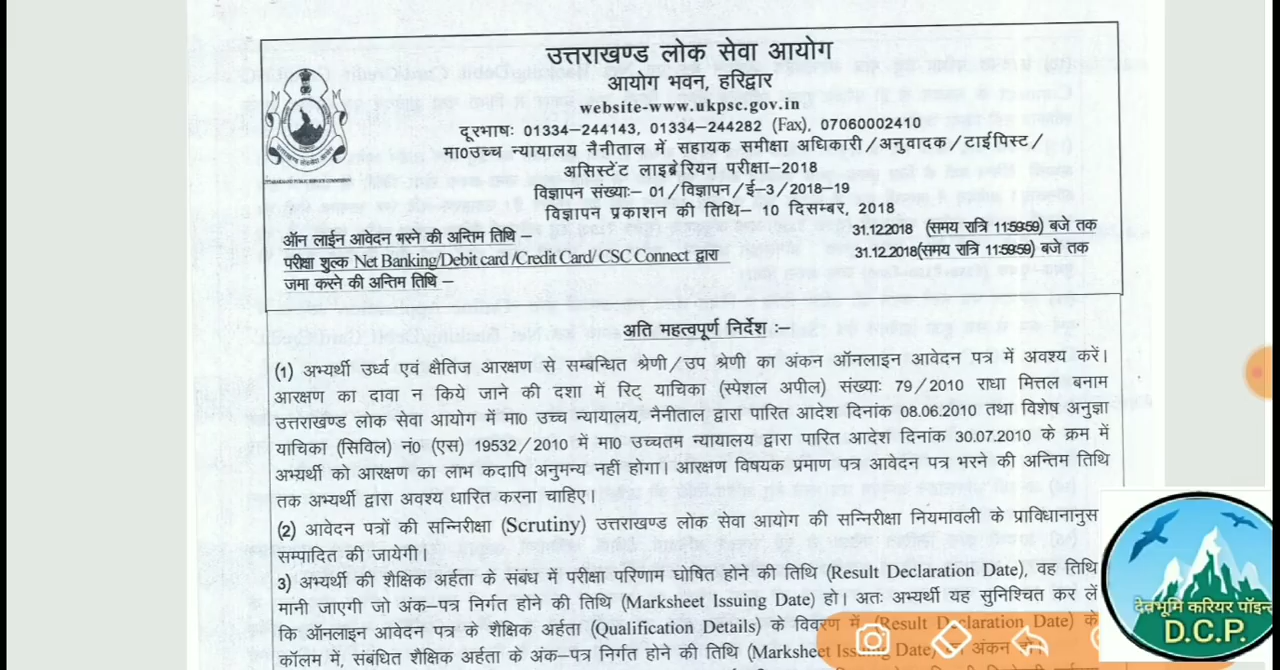 उत्तराखण्ड लोक सेवा आयोग
आयोग भवन, हरिद्वार
website-www.ukpsc.gov.in
दूरभाषः 01334–244143, 01334–244282 (Fax), 07060002410
मा0उच्च न्यायालय नैनीताल में सहायक समीक्षा अधिकारी/अनुवादक/टाईपिस्ट/
असिस्टेंट लाइब्रेरियन परीक्षा–2018
विज्ञापन संख्याः– 01/विज्ञापन/ई–3/2018–19
विज्ञापन प्रकाशन की तिथि– 10 दिसम्बर, 2018
UTTARAKHAND PUBLIC SERVICE COMMISSION
ऑन लाईन आवेदन भरने की अन्तिम तिथि – 31.12.2018 (समय रात्रि 11:59:59) बजे तक
परीक्षा शुल्क Net Banking/Debit card /Credit Card/ CSC Connect द्वारा 31.12.2018(समय रात्रि 11:59:59) बजे तक
जमा करने की अन्तिम तिथि –
अति महत्वपूर्ण निर्देश :–
(1) अभ्यर्थी उर्ध्व एवं क्षैतिज आरक्षण से सम्बन्धित श्रेणी/उप श्रेणी का अंकन ऑनलाइन आवेदन पत्र में अवश्य करें।
आरक्षण का दावा न किये जाने की दशा में रिट् याचिका (स्पेशल अपील) संख्याः 79/2010 राधा मित्तल बनाम
उत्तराखण्ड लोक सेवा आयोग में मा0 उच्च न्यायालय, नैनीताल द्वारा पारित आदेश दिनांक 08.06.2010 तथा विशेष अनुज्ञा
याचिका (सिविल) नं0 (एस) 19532/2010 में मा0 उच्चतम न्यायालय द्वारा पारित आदेश दिनांक 30.07.2010 के क्रम में
अभ्यर्थी को आरक्षण का लाभ कदापि अनुमन्य नहीं होगा। आरक्षण विषयक प्रमाण पत्र आवेदन पत्र भरने की अन्तिम तिथि
तक अभ्यर्थी द्वारा अवश्य धारित करना चाहिए।
(2) आवेदन पत्रों की सन्निरीक्षा (Scrutiny) उत्तराखण्ड लोक सेवा आयोग की सन्निरीक्षा नियमावली के प्राविधानानुस
सम्पादित की जायेगी।
3) अभ्यर्थी की शैक्षिक अर्हता के संबंध में परीक्षा परिणाम घोषित होने की तिथि (Result Declaration Date), वह तिथि
मानी जाएगी जो अंक–पत्र निर्गत होने की तिथि (Marksheet Issuing Date) हो। अतः अभ्यर्थी यह सुनिश्चित कर लें
कि ऑनलाइन आवेदन पत्र के शैक्षिक अर्हता (Qualification Details) के विवरण में, (Result Declaration Date) के
कॉलम में, संबंधित शैक्षिक अर्हता के अंक–पत्र निर्गत होने की तिथि (Marksheet Issuing Date) का अंकन हो
देवभूमि करियर पॉइन्ट
D.C.P.